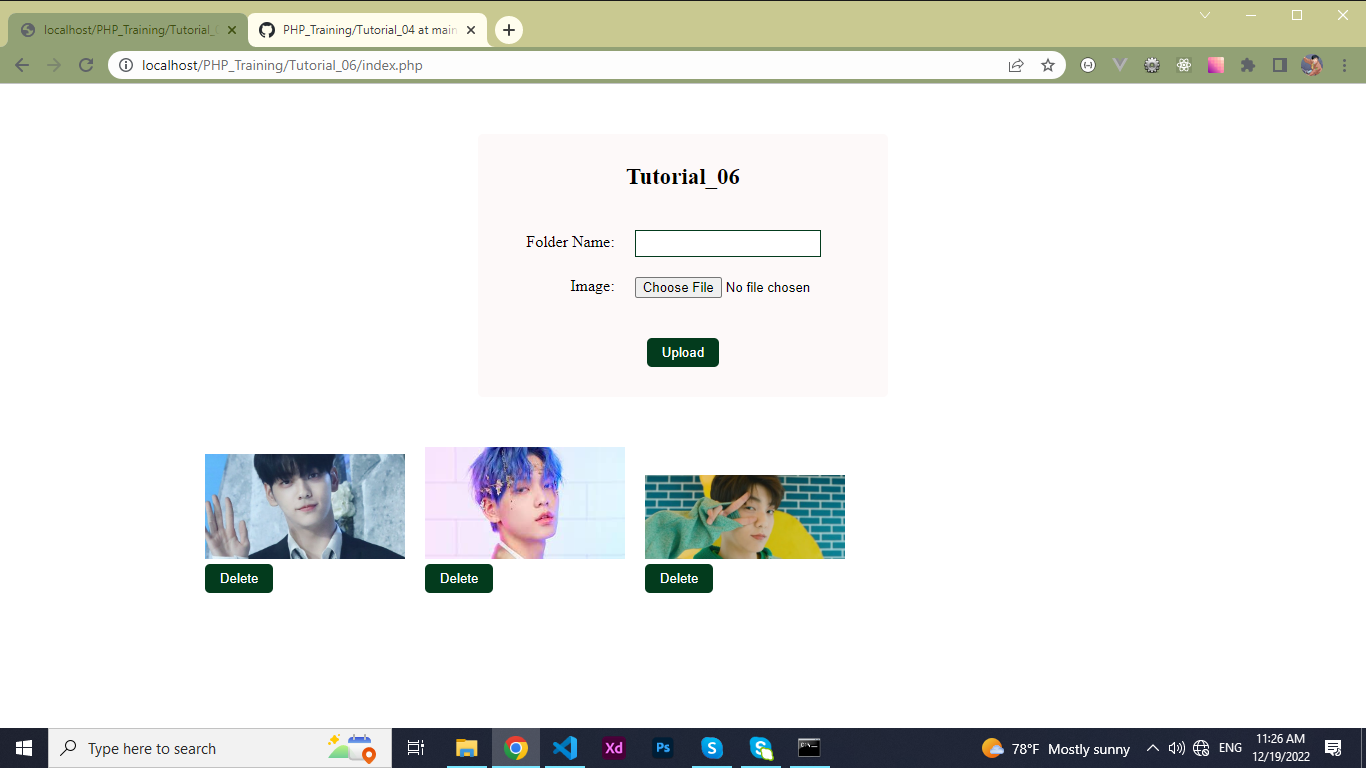 localhost/PHP_Training/Tutorial_
PHP_Training/Tutorial_04 at main
localhost/PHP_Training/Tutorial_06/index.php
Tutorial_06
Folder Name:
Image: Choose File No file chosen
Upload
Delete Delete Delete
Type here to search
Xd Ps S S
78°F Mostly sunny
ENG
11:26 AM
12/19/2022